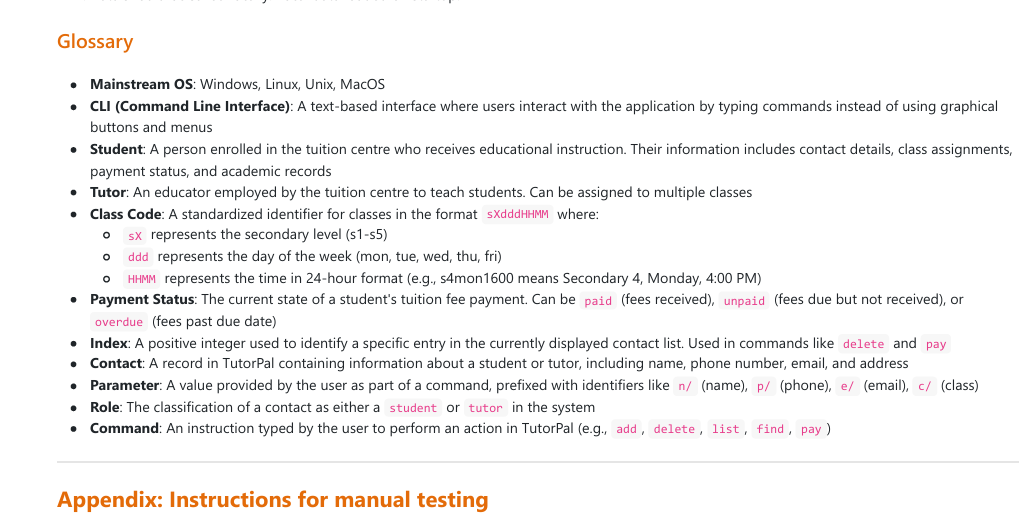 Glossary
• Mainstream OS: Windows, Linux, Unix, MacOS
• CLI (Command Line Interface): A text-based interface where users interact with the application by typing commands instead of using graphical
buttons and menus
• Student: A person enrolled in the tuition centre who receives educational instruction. Their information includes contact details, class assignments,
payment status, and academic records
• Tutor: An educator employed by the tuition centre to teach students. Can be assigned to multiple classes
• Class Code: A standardized identifier for classes in the format sXdddHHMM where:
○ sX represents the secondary level (s1-s5)
○ ddd represents the day of the week (mon, tue, wed, thu, fri)
○ HHMM represents the time in 24-hour format (e.g., s4mon1600 means Secondary 4, Monday, 4:00 PM)
• Payment Status: The current state of a student's tuition fee payment. Can be paid (fees received), unpaid (fees due but not received), or
overdue (fees past due date)
• Index: A positive integer used to identify a specific entry in the currently displayed contact list. Used in commands like delete and pay
• Contact: A record in TutorPal containing information about a student or tutor, including name, phone number, email, and address
• Parameter: A value provided by the user as part of a command, prefixed with identifiers like n/ (name), p/ (phone), e/ (email), c/ (class)
• Role: The classification of a contact as either a student or tutor in the system
• Command: An instruction typed by the user to perform an action in TutorPal (e.g., add, delete, list, find, pay)
Appendix: Instructions for manual testing